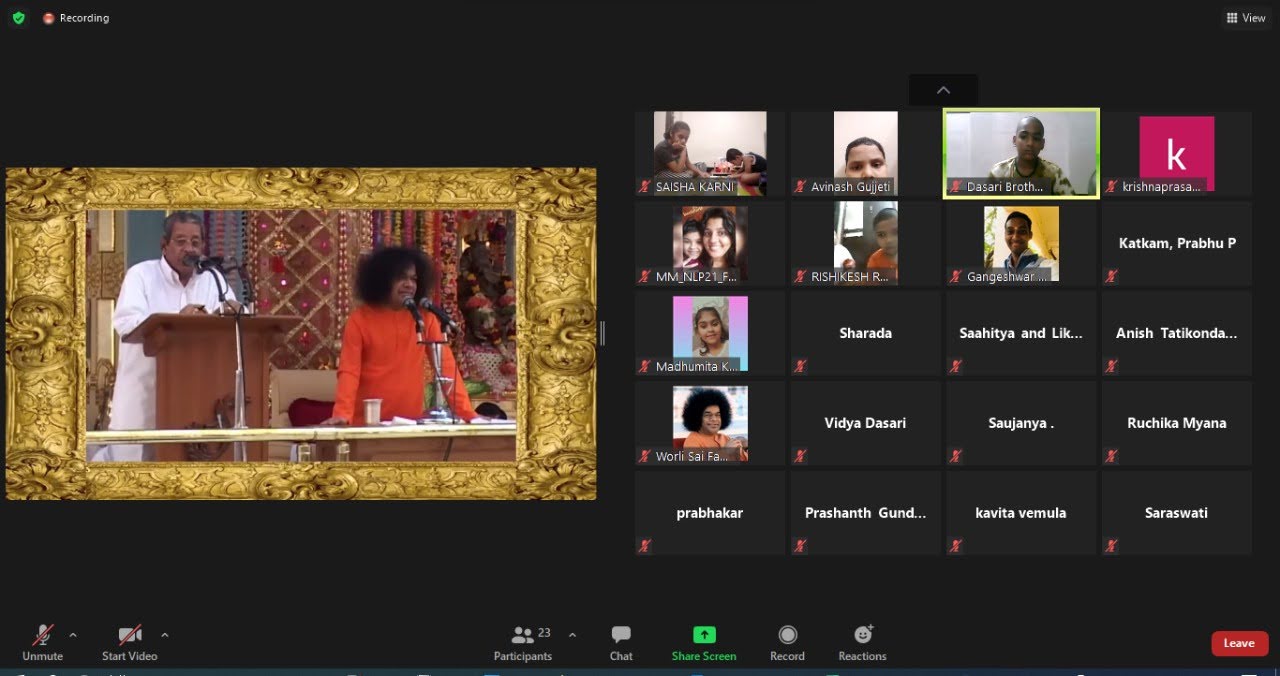 Recording
View
SAISHA KARNI
Avinash Gujjeti
Dasari Broth...
k
krishnaprasa...
MM_NLP21_F...
RISHIKESH R...
Gangeshwar ...
Katkam, Prabhu P
Madhumita K...
Sharada
Saahitya and Lik...
Anish Tatikonda...
Worli Sai Fa...
Vidya Dasari
Saujanya .
Ruchika Myana
prabhakar
Prashanth Gund...
kavita vemula
Saraswati
Unmute
Start Video
Participants
23
Chat
Share Screen
Record
Reactions
Leave